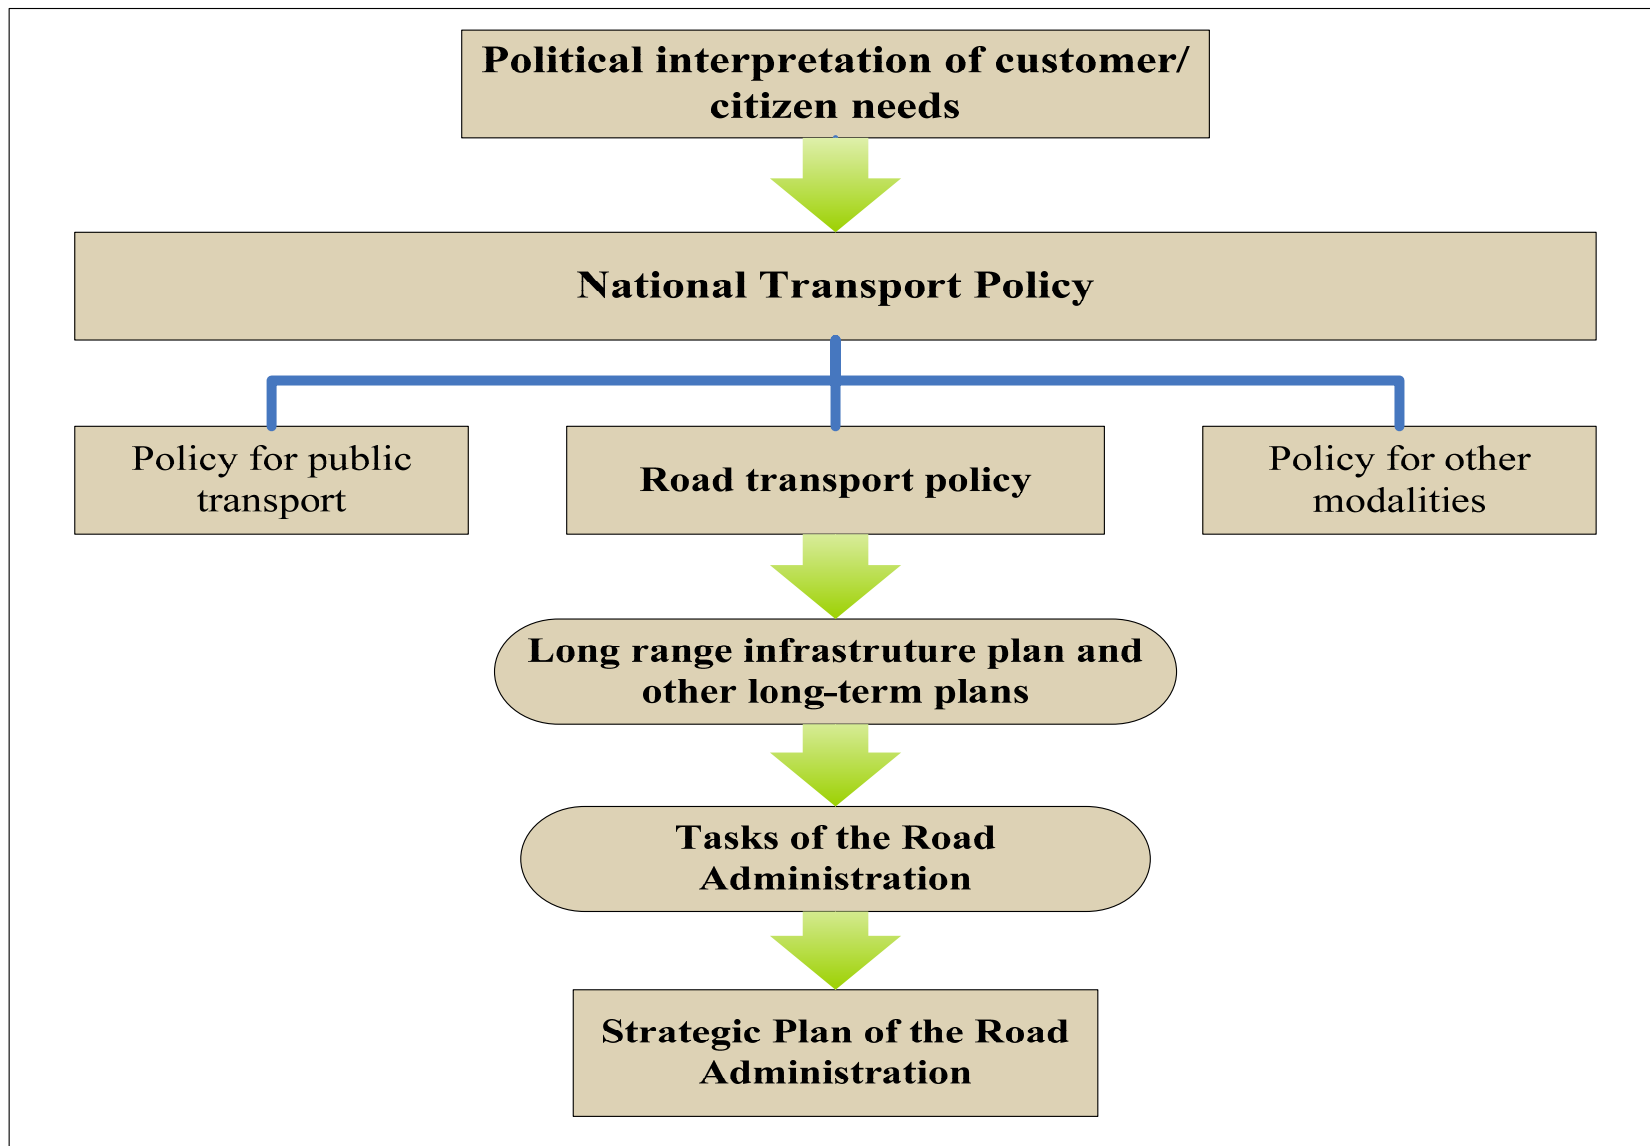 Political interpretation of customer/
citizen needs
National Transport Policy
Policy for public
transport
Road transport policy
Policy for other
modalities
Long range infrastruture plan and
other long-term plans
Tasks of the Road
Administration
Strategic Plan of the Road
Administration